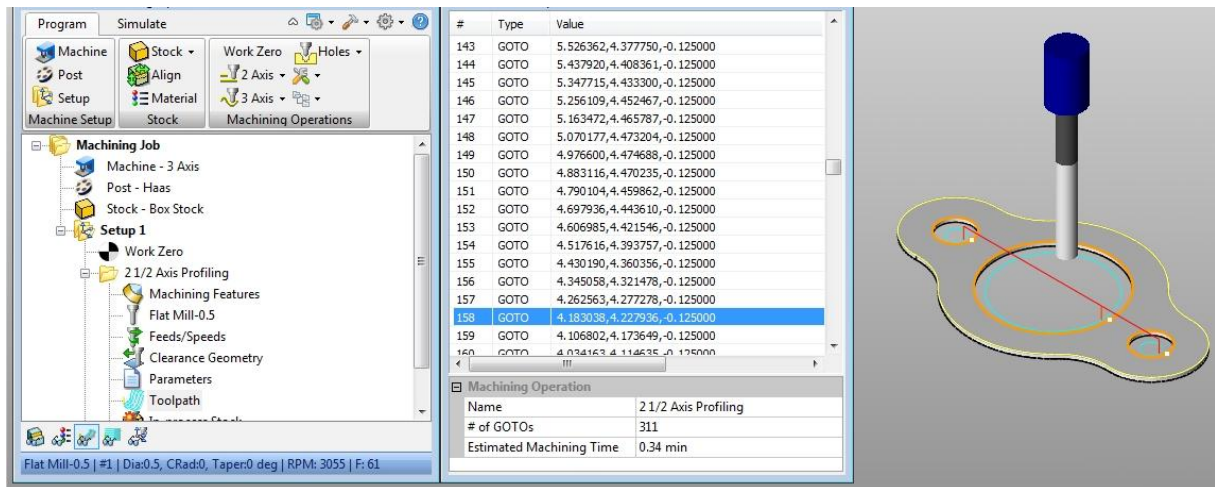 Program Simulate
Machine
Post
Setup
Machine Setup
Stock
Align
Material
Stock
Work Zero Holes
2 Axis
3 Axis
Machining Operations
Machining Job
Machine - 3 Axis
Post - Haas
Stock - Box Stock
Setup 1
Work Zero
2 1/2 Axis Profiling
Machining Features
Flat Mill-0.5
Feeds/Speeds
Clearance Geometry
Parameters
Toolpath
Flat Mill-0.5 | #1 | Dia:0.5, CRad:0, Taper:0 deg | RPM: 3055 | F: 61
# Type Value
143 GOTO 5.526362,4.377750,-0.125000
144 GOTO 5.437920,4.408361,-0.125000
145 GOTO 5.347715,4.433300,-0.125000
146 GOTO 5.256109,4.452467,-0.125000
147 GOTO 5.163472,4.465787,-0.125000
148 GOTO 5.070177,4.473204,-0.125000
149 GOTO 4.976600,4.474688,-0.125000
150 GOTO 4.883116,4.470235,-0.125000
151 GOTO 4.790104,4.459862,-0.125000
152 GOTO 4.697936,4.443610,-0.125000
153 GOTO 4.606985,4.421546,-0.125000
154 GOTO 4.517616,4.393757,-0.125000
155 GOTO 4.430190,4.360356,-0.125000
156 GOTO 4.345058,4.321478,-0.125000
157 GOTO 4.262563,4.277278,-0.125000
158 GOTO 4.183038,4.227936,-0.125000
159 GOTO 4.106802,4.173649,-0.125000
160 GOTO 4.034163,4.114635,-0.125000
Machining Operation
Name 2 1/2 Axis Profiling
# of GOTOs 311
Estimated Machining Time 0.34 min